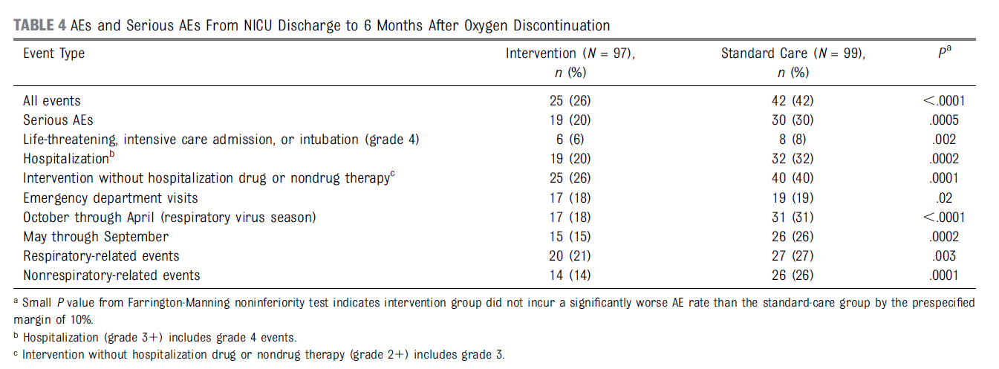 TABLE 4 AEs and Serious AEs From NICU Discharge to 6 Months After Oxygen Discontinuation
Event Type Intervention (N = 97), Standard Care (N = 99), Pa
n (%) n (%)
All events 25 (26) 42 (42) <.0001
Serious AEs 19 (20) 30 (30) .0005
Life-threatening, intensive care admission, or intubation (grade 4) 6 (6) 8 (8) .002
Hospitalizationb 19 (20) 32 (32) .0002
Intervention without hospitalization drug or nondrug therapyc 25 (26) 40 (40) .0001
Emergency department visits 17 (18) 19 (19) .02
October through April (respiratory virus season) 17 (18) 31 (31) <.0001
May through September 15 (15) 26 (26) .0002
Respiratory-related events 20 (21) 27 (27) .003
Nonrespiratory-related events 14 (14) 26 (26) .0001
a Small P value from Farrington-Manning noninferiority test indicates intervention group did not incur a significantly worse AE rate than the standard-care group by the prespecified
margin of 10%.
b Hospitalization (grade 3+) includes grade 4 events.
c Intervention without hospitalization drug or nondrug therapy (grade 2+) includes grade 3.